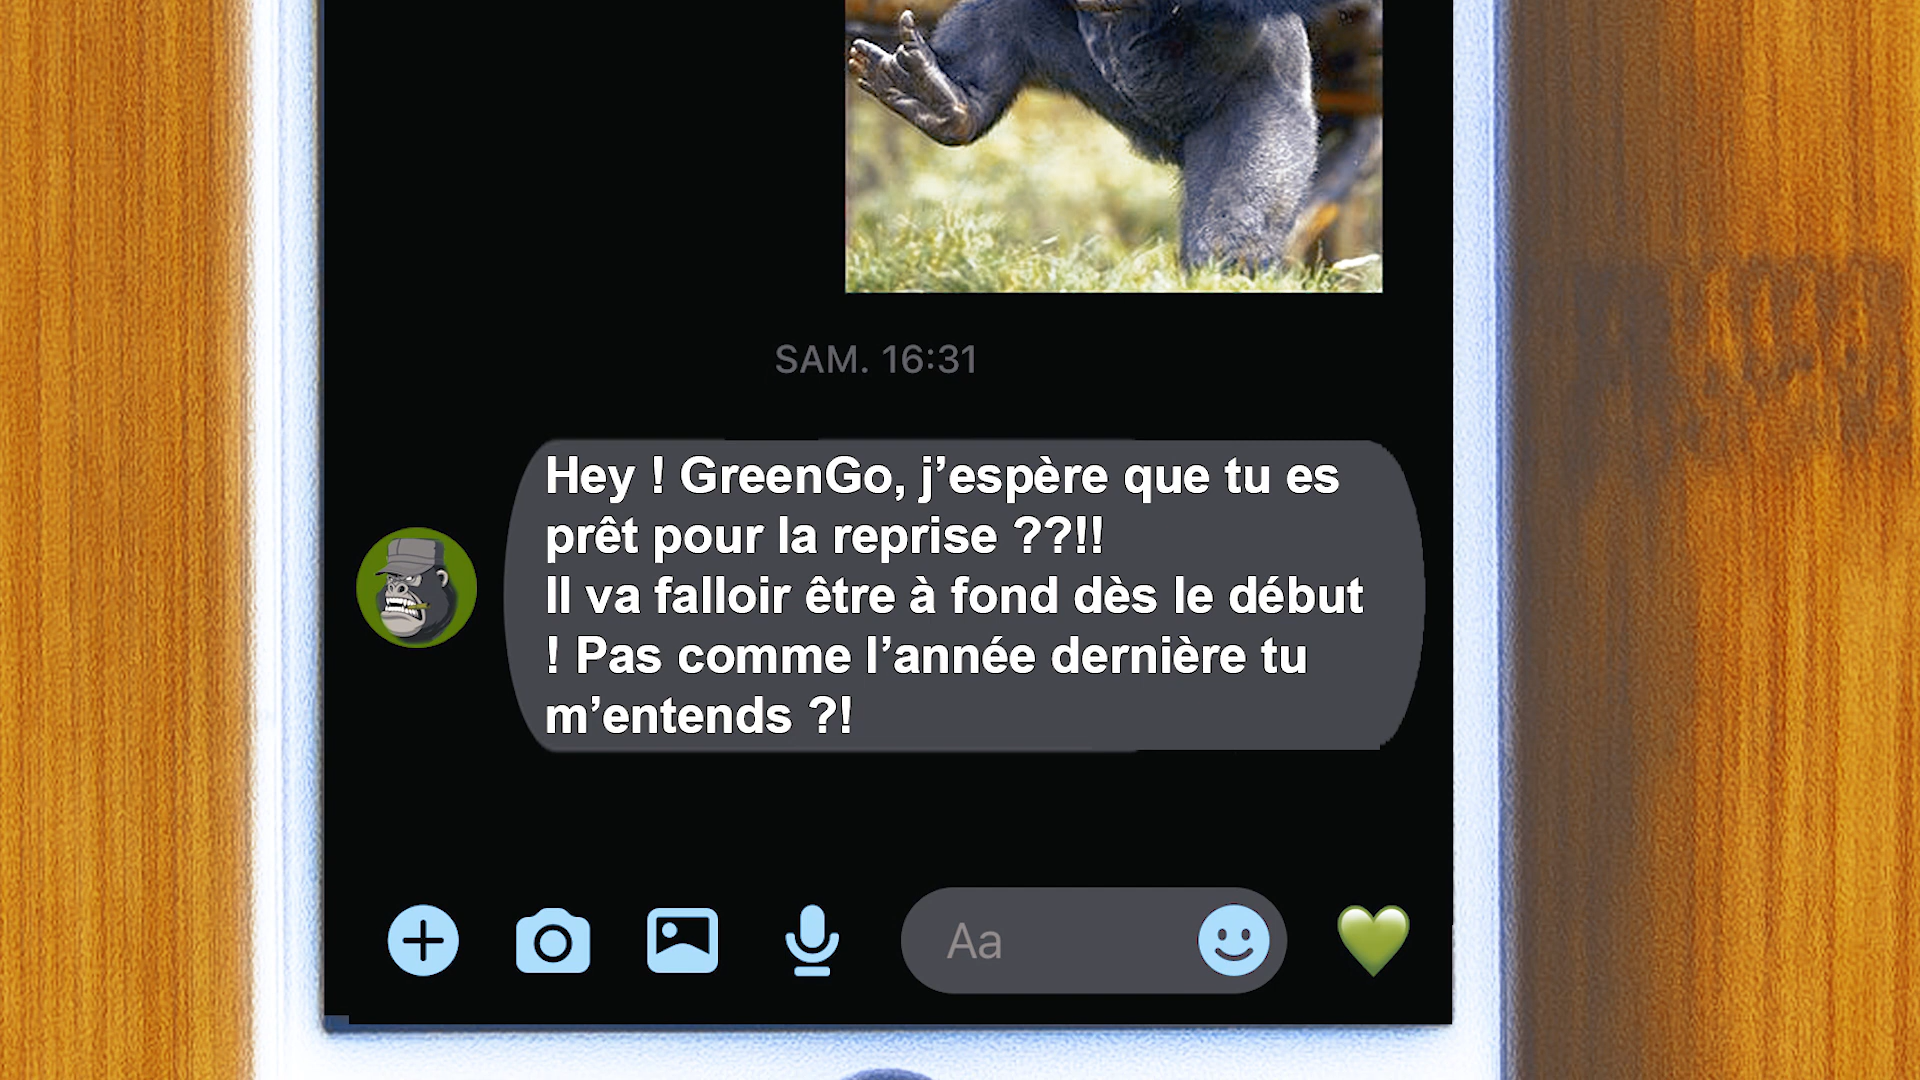 SAM. 16:31
Hey ! GreenGo, j’espère que tu es
prêt pour la reprise ??!!
Il va falloir être à fond dès le début
! Pas comme l’année dernière tu
m’entends ?!
Aa